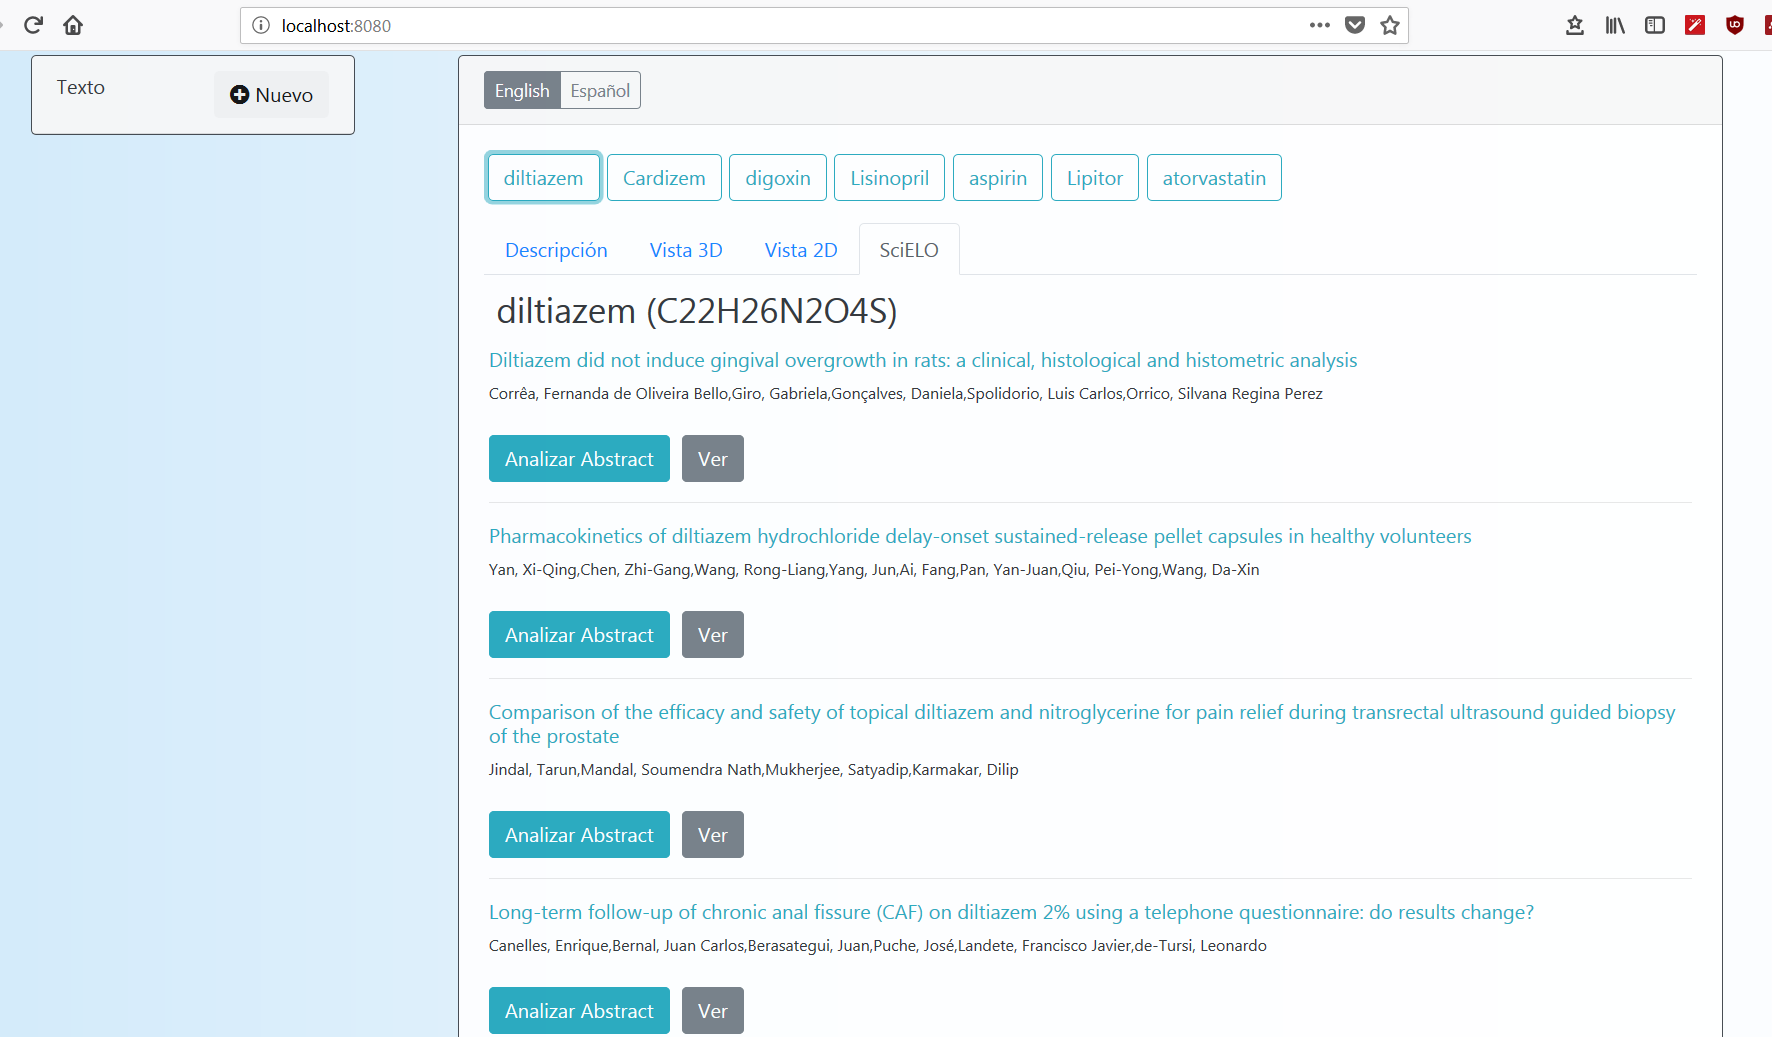 localhost:8080
Texto
Nuevo
English Español
diltiazem Cardizem digoxin Lisinopril aspirin Lipitor atorvastatin
Descripción Vista 3D Vista 2D SciELO
diltiazem (C22H26N2O4S)
Diltiazem did not induce gingival overgrowth in rats: a clinical, histological and histometric analysis
Corrêa, Fernanda de Oliveira Bello,Giro, Gabriela,Gonçalves, Daniela,Spolidorio, Luis Carlos,Orrico, Silvana Regina Perez
Analizar Abstract Ver
Pharmacokinetics of diltiazem hydrochloride delay-onset sustained-release pellet capsules in healthy volunteers
Yan, Xi-Qing,Chen, Zhi-Gang,Wang, Rong-Liang,Yang, Jun,Ai, Fang,Pan, Yan-Juan,Qiu, Pei-Yong,Wang, Da-Xin
Analizar Abstract Ver
Comparison of the efficacy and safety of topical diltiazem and nitroglycerine for pain relief during transrectal ultrasound guided biopsy
of the prostate
Jindal, Tarun,Mandal, Soumendra Nath,Mukherjee, Satyadip,Karmakar, Dilip
Analizar Abstract Ver
Long-term follow-up of chronic anal fissure (CAF) on diltiazem 2% using a telephone questionnaire: do results change?
Canelles, Enrique,Bernal, Juan Carlos,Berasategui, Juan,Puche, José,Landete, Francisco Javier,de-Tursi, Leonardo
Analizar Abstract Ver